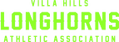 VILLA HILLS
LONGHORNS
ATHLETIC ASSOCIATION